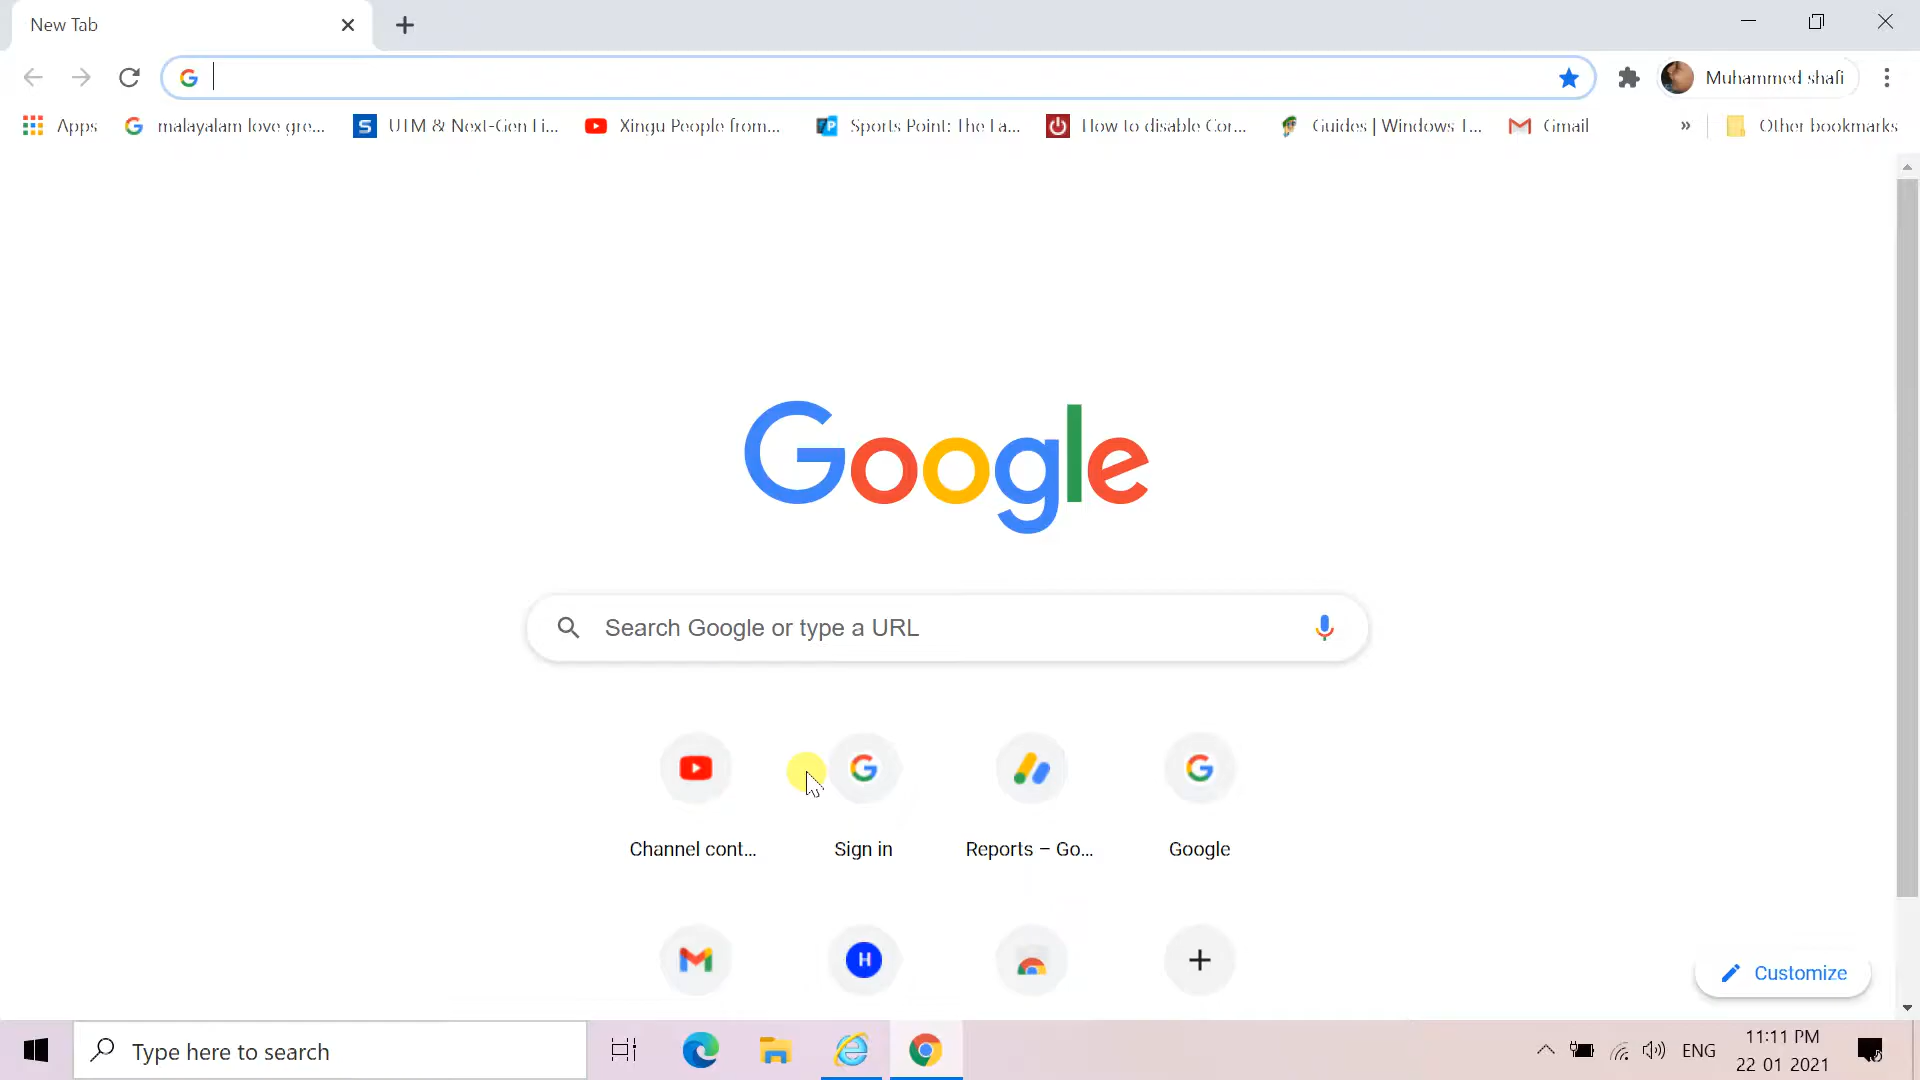 New Tab
Muhammed shafi
Apps malayalam love gre... UTM & Next-Gen Fi... Xingu People from... Sports Point: The La... How to disable Cor... Guides | Windows T... Gmail » Other bookmarks
Google
Search Google or type a URL
Channel cont... Sign in Reports – Go... Google
H
Customize
Type here to search
ENG
11:11 PM
22-01-2021